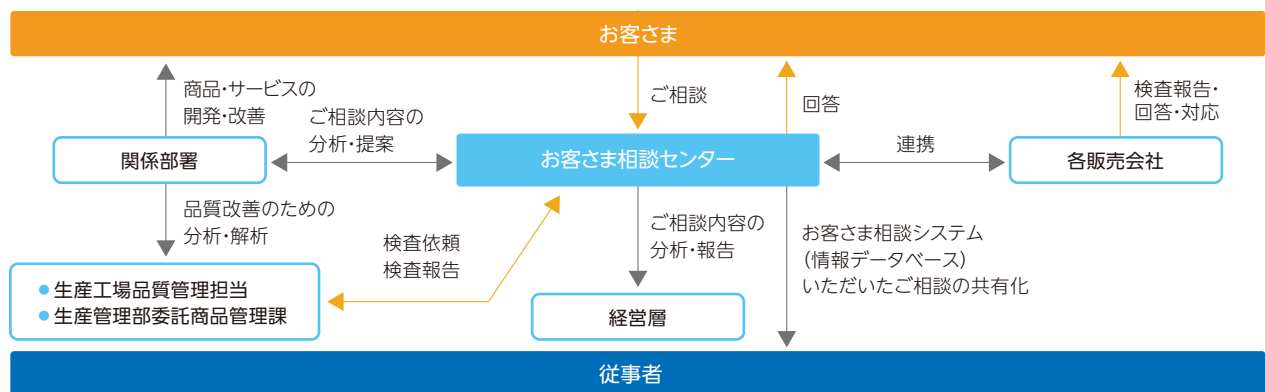 お客さま
商品・サービスの
開発・改善
ご相談内容の
分析・提案
ご相談
回答
検査報告・
回答・対応
関係部署
お客さま相談センター
連携
各販売会社
品質改善のための
分析・解析
検査依頼
検査報告
ご相談内容の
分析・報告
お客さま相談システム
(情報データベース)
いただいたご相談の共有化
●生産工場品質管理担当
●生産管理部委託商品管理課
経営層
従事者